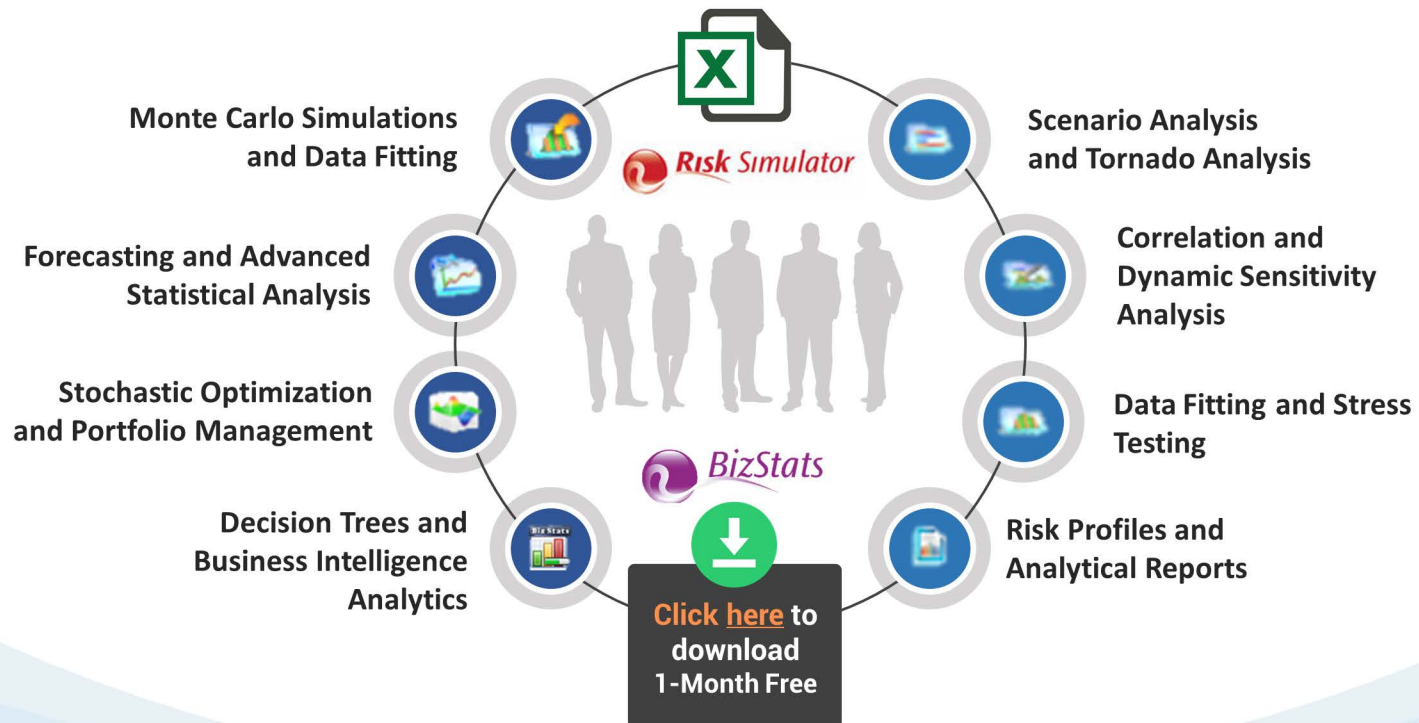 X
Monte Carlo Simulations
and Data Fitting
Risk Simulator
Scenario Analysis
and Tornado Analysis
Forecasting and Advanced
Statistical Analysis
Correlation and
Dynamic Sensitivity
Analysis
Stochastic Optimization
and Portfolio Management
Data Fitting and Stress
Testing
BizStats
Decision Trees and
Business Intelligence
Analytics
Biz Stats
Risk Profiles and
Analytical Reports
Click here to
download
1-Month Free